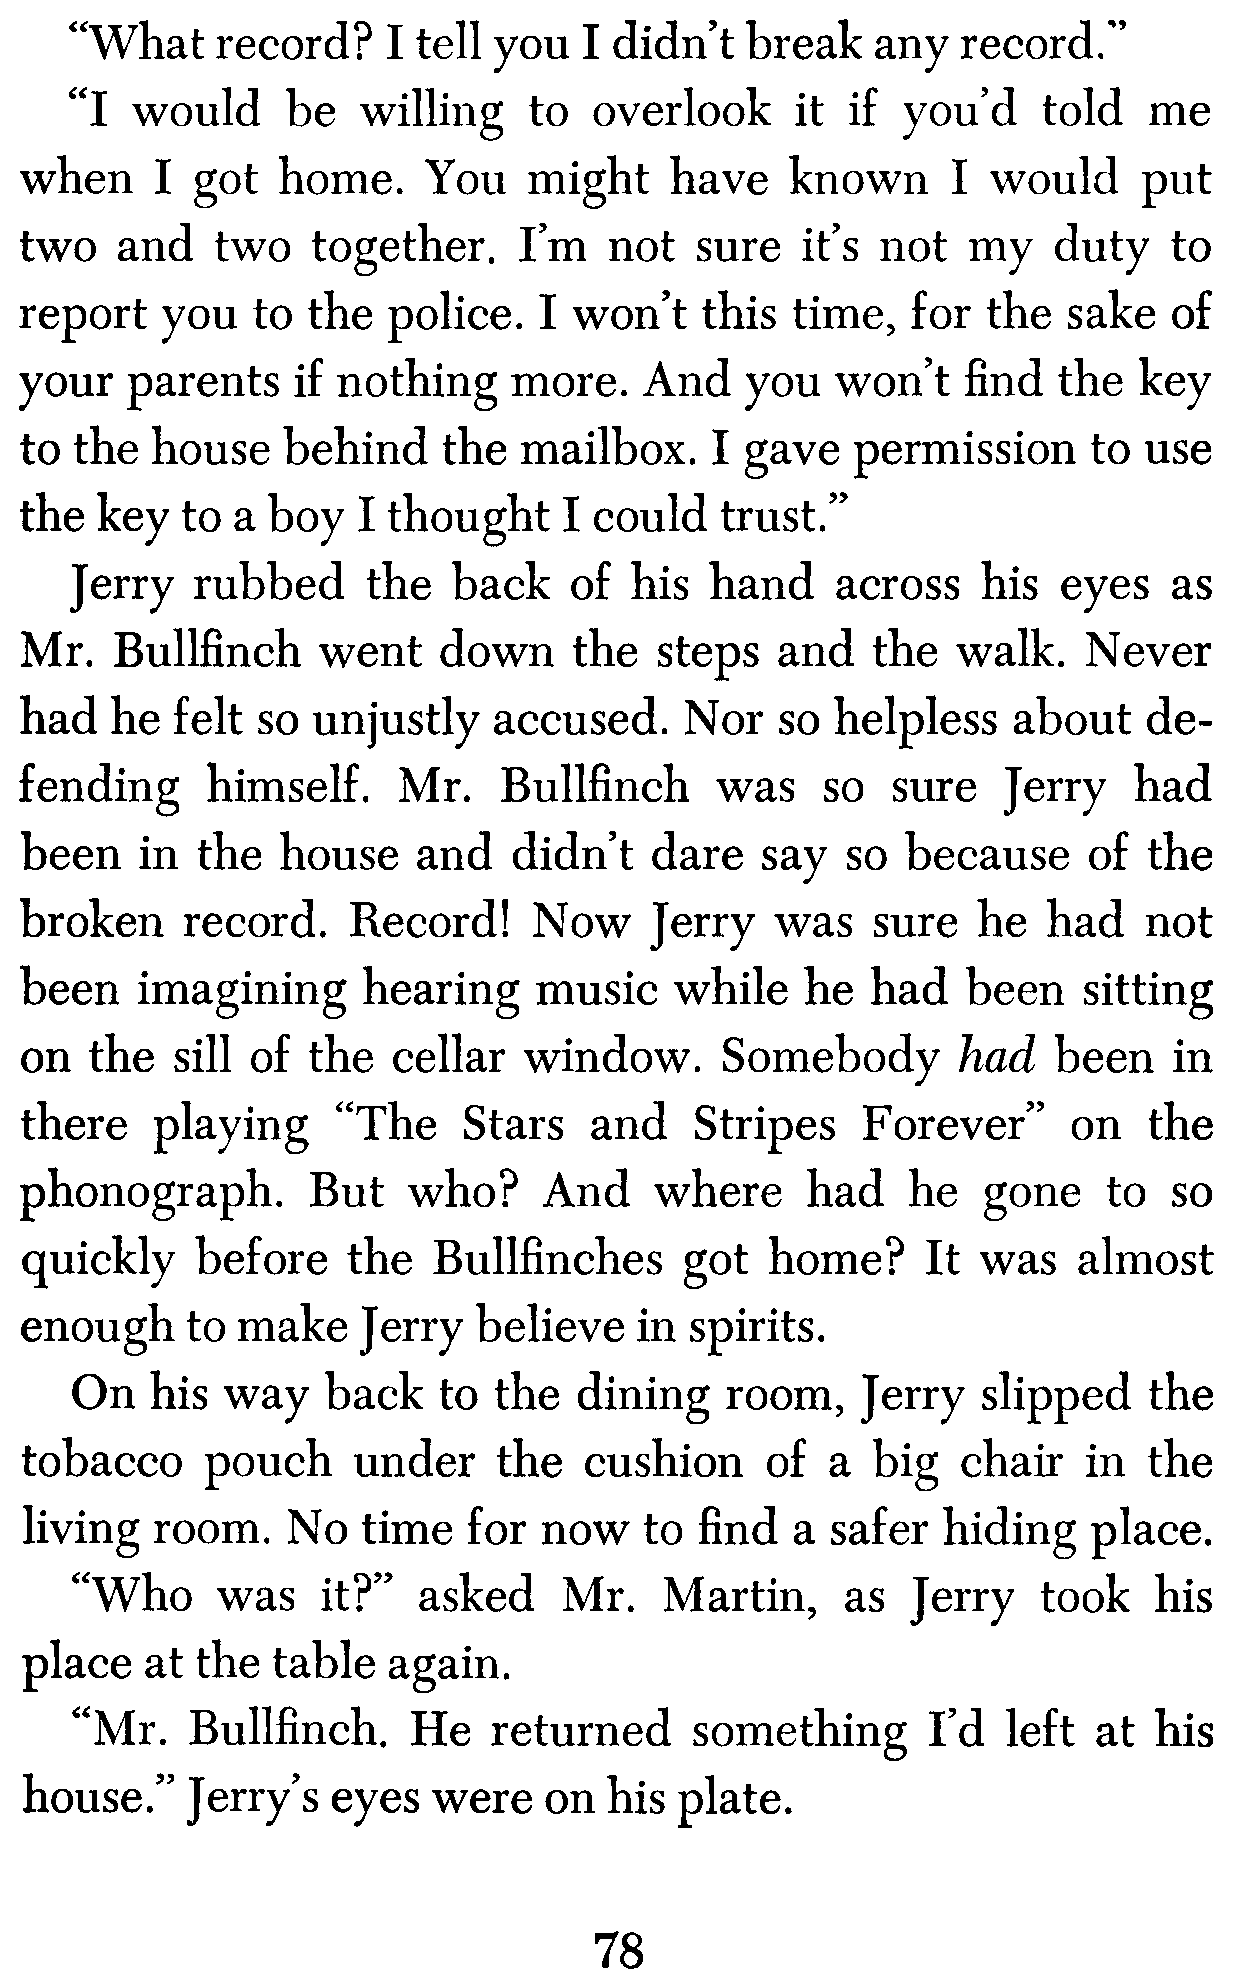 “What record? I tell you I didn’t break any record.”
“I would be willing to overlook it if you’d told me
when I got home. You might have known I would put
two and two together. I’m not sure it’s not my duty to
report you to the police. I won’t this time, for the sake of
your parents if nothing more. And you won’t find the key
to the house behind the mailbox. I gave permission to use
the key to a boy I thought I could trust.”
Jerry rubbed the back of his hand across his eyes as
Mr. Bullfinch went down the steps and the walk. Never
had he felt so unjustly accused. Nor so helpless about de-
fending himself. Mr. Bullfinch was so sure Jerry had
been in the house and didn’t dare say so because of the
broken record. Record! Now Jerry was sure he had not
been imagining hearing music while he had been sitting
on the sill of the cellar window. Somebody had been in
there playing “The Stars and Stripes Forever” on the
phonograph. But who? And where had he gone to so
quickly before the Bullfinches got home? It was almost
enough to make Jerry believe in spirits.
On his way back to the dining room, Jerry slipped the
tobacco pouch under the cushion of a big chair in the
living room. No time for now to find a safer hiding place.
“Who was it?” asked Mr. Martin, as Jerry took his
place at the table again.
“Mr. Bullfinch. He returned something I’d left at his
house.” Jerry’s eyes were on his plate.
78